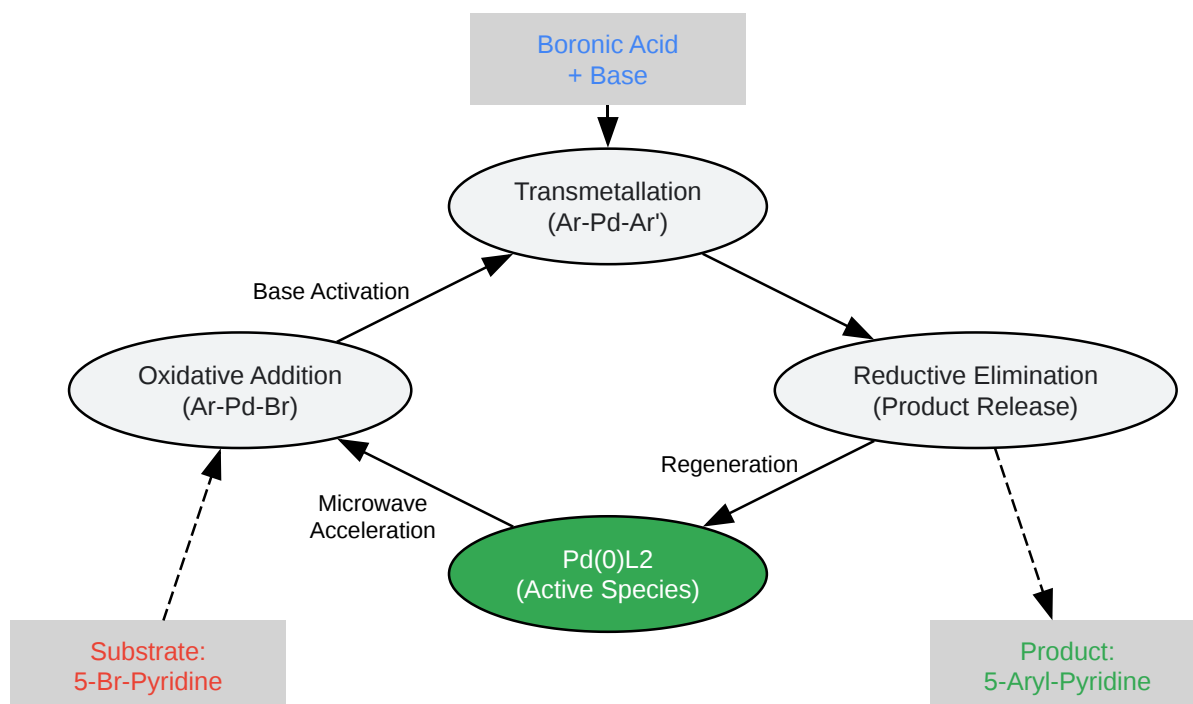 Boronic Acid
+ Base
Transmetallation
(Ar-Pd-Ar')
Base Activation
Oxidative Addition
(Ar-Pd-Br)
Reductive Elimination
(Product Release)
Regeneration
Microwave
Acceleration
Pd(0)L2
(Active Species)
Substrate:
5-Br-Pyridine
Product:
5-Aryl-Pyridine